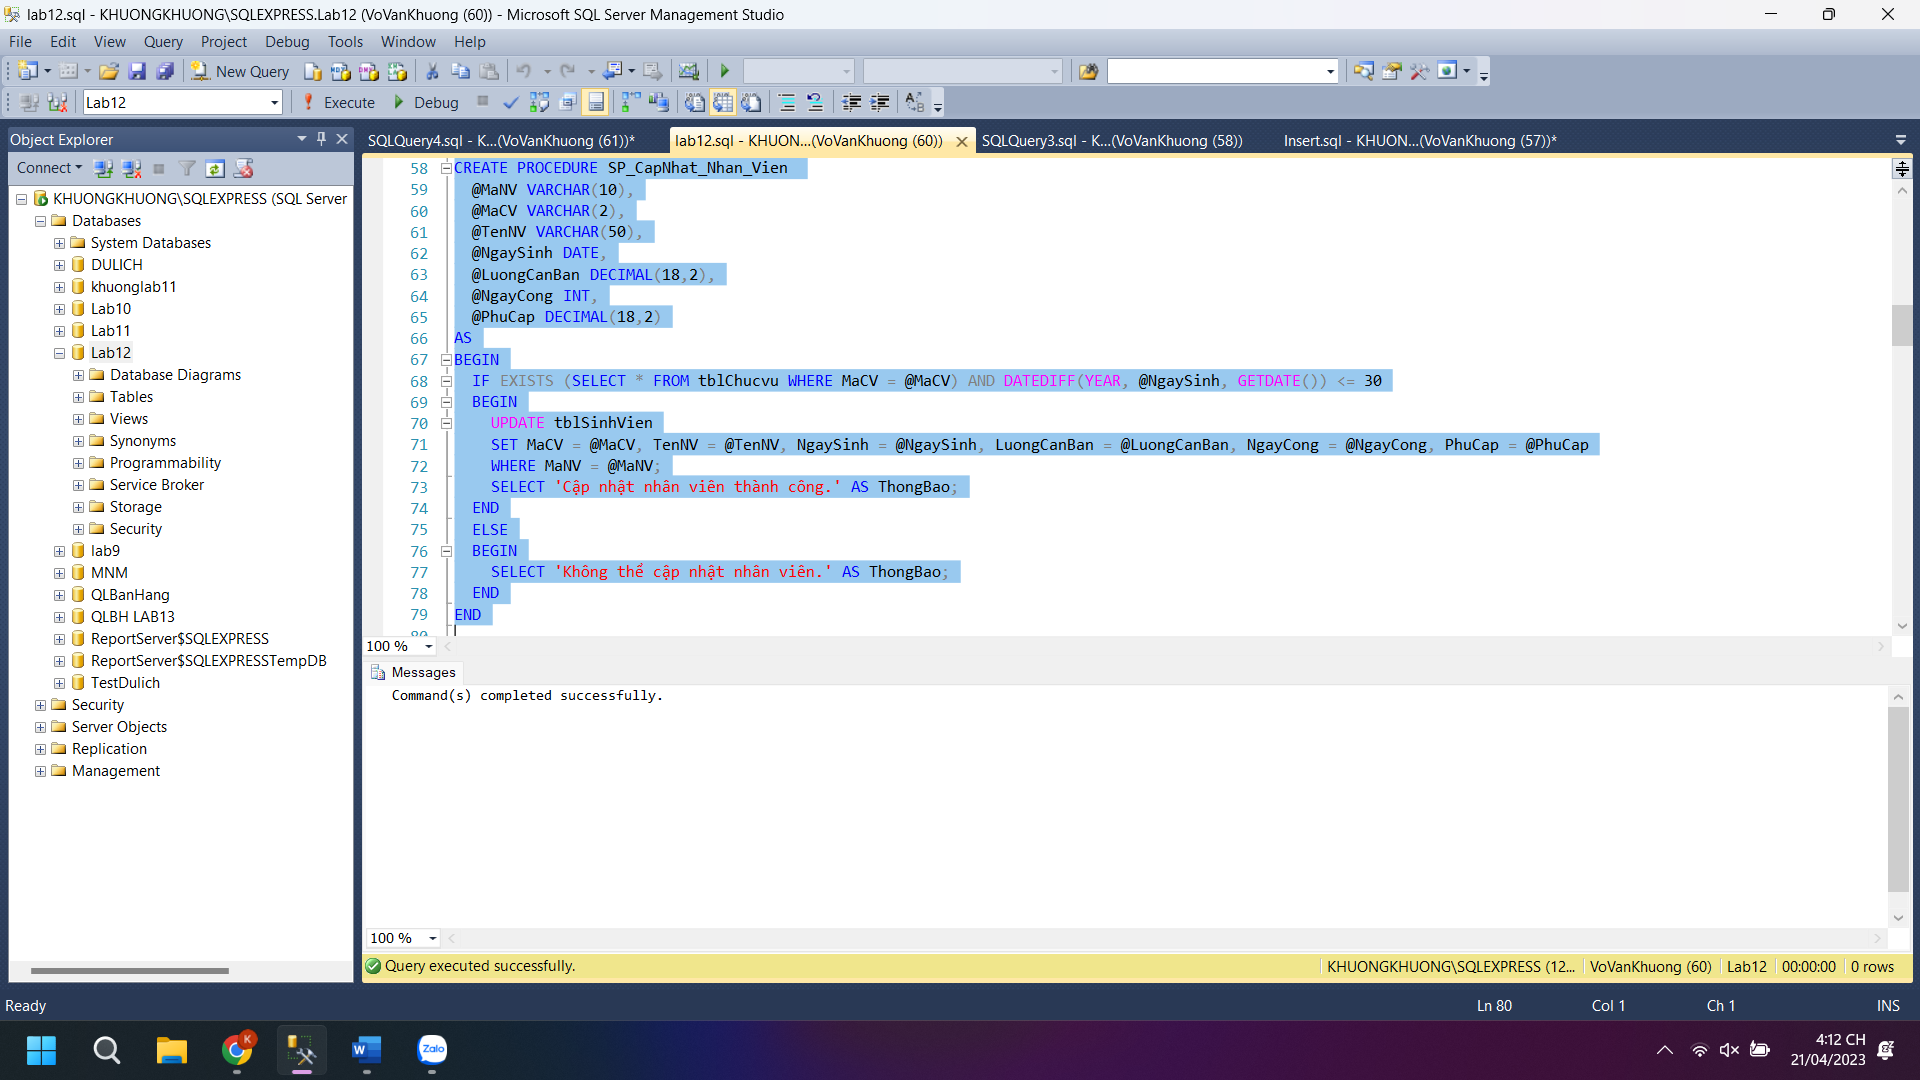 lab12.sql - KHUONGKHUONG\SQLEXPRESS.Lab12 (VoVanKhuong (60)) - Microsoft SQL Server Management Studio
File Edit View Query Project Debug Tools Window Help
New Query
Lab12 Execute Debug
Object Explorer
SQLQuery4.sql - K...(VoVanKhuong (61))* lab12.sql - KHUON...(VoVanKhuong (60)) SQLQuery3.sql - K...(VoVanKhuong (58)) Insert.sql - KHUON...(VoVanKhuong (57))*
Connect
KHUONGKHUONG\SQLEXPRESS (SQL Server
Databases
System Databases
DULICH
khuonglab11
Lab10
Lab11
Lab12
Database Diagrams
Tables
Views
Synonyms
Programmability
Service Broker
Storage
Security
lab9
MNM
QLBanHang
QLBH LAB13
ReportServer$SQLEXPRESS
ReportServer$SQLEXPRESSTempDB
TestDulich
Security
Server Objects
Replication
Management
58 CREATE PROCEDURE SP_CapNhat_Nhan_Vien
59 @MaNV VARCHAR(10),
60 @MaCV VARCHAR(2),
61 @TenNV VARCHAR(50),
62 @NgaySinh DATE,
63 @LuongCanBan DECIMAL(18,2),
64 @NgayCong INT,
65 @PhuCap DECIMAL(18,2)
66 AS
67 BEGIN
68 IF EXISTS (SELECT * FROM tblChucvu WHERE MaCV = @MaCV) AND DATEDIFF(YEAR, @NgaySinh, GETDATE()) <= 30
69 BEGIN
70 UPDATE tblSinhVien
71 SET MaCV = @MaCV, TenNV = @TenNV, NgaySinh = @NgaySinh, LuongCanBan = @LuongCanBan, NgayCong = @NgayCong, PhuCap = @PhuCap
72 WHERE MaNV = @MaNV;
73 SELECT 'Cập nhật nhân viên thành công.' AS ThongBao;
74 END
75 ELSE
76 BEGIN
77 SELECT 'Không thể cập nhật nhân viên.' AS ThongBao;
78 END
79 END
80
100 %
Messages
Command(s) completed successfully.
100 %
Query executed successfully. KHUONGKHUONG\SQLEXPRESS (12... VoVanKhuong (60) Lab12 00:00:00 0 rows
Ready Ln 80 Col 1 Ch 1 INS
K
Zalo
4:12 CH
21/04/2023